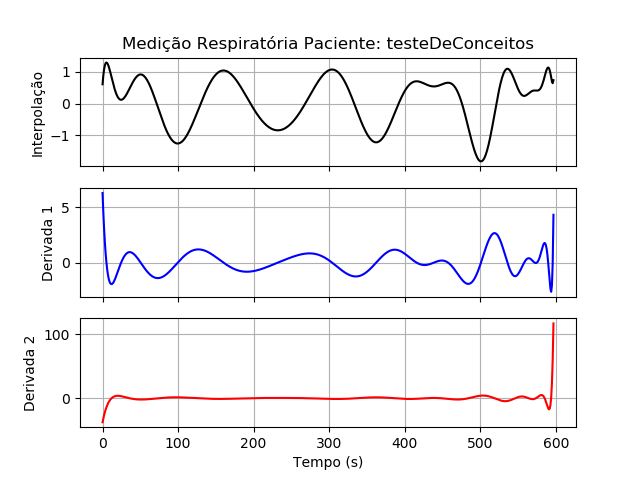 Medição Respiratória Paciente: testeDeConceitos
Interpolação
1
0
−1
Derivada 1
5
0
Derivada 2
100
0
0 100 200 300 400 500 600
Tempo (s)